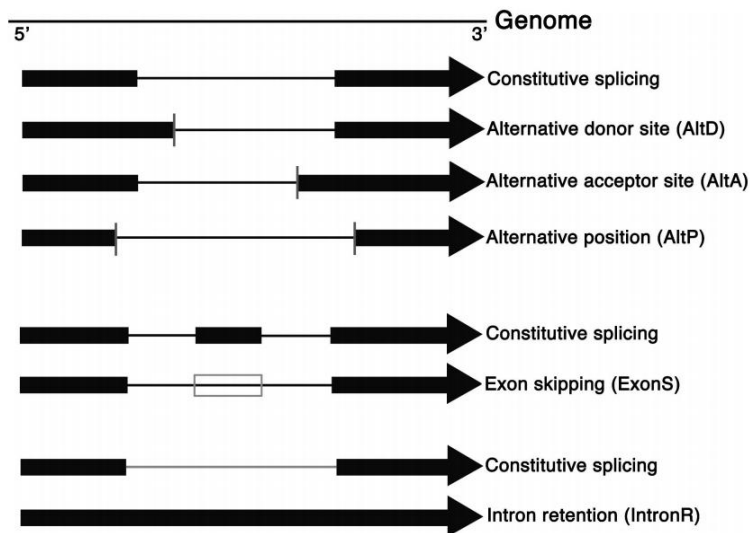 Genome
5’ 3’
Constitutive splicing
Alternative donor site (AltD)
Alternative acceptor site (AltA)
Alternative position (AltP)
Constitutive splicing
Exon skipping (ExonS)
Constitutive splicing
Intron retention (IntronR)